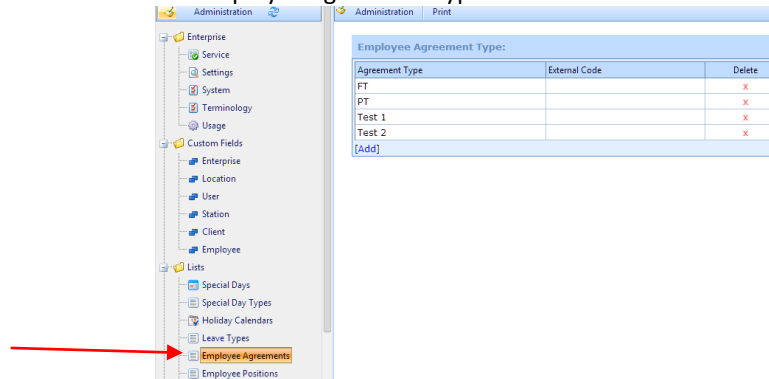 Administration
Enterprise
Service
Settings
System
Terminology
Usage
Custom Fields
Enterprise
Location
User
Station
Client
Employee
Lists
Special Days
Special Day Types
Holiday Calendars
Leave Types
Employee Agreements
Employee Positions
Administration Print
Employee Agreement Type:
Agreement Type External Code Delete
FT x
PT x
Test 1 x
Test 2 x
[Add]